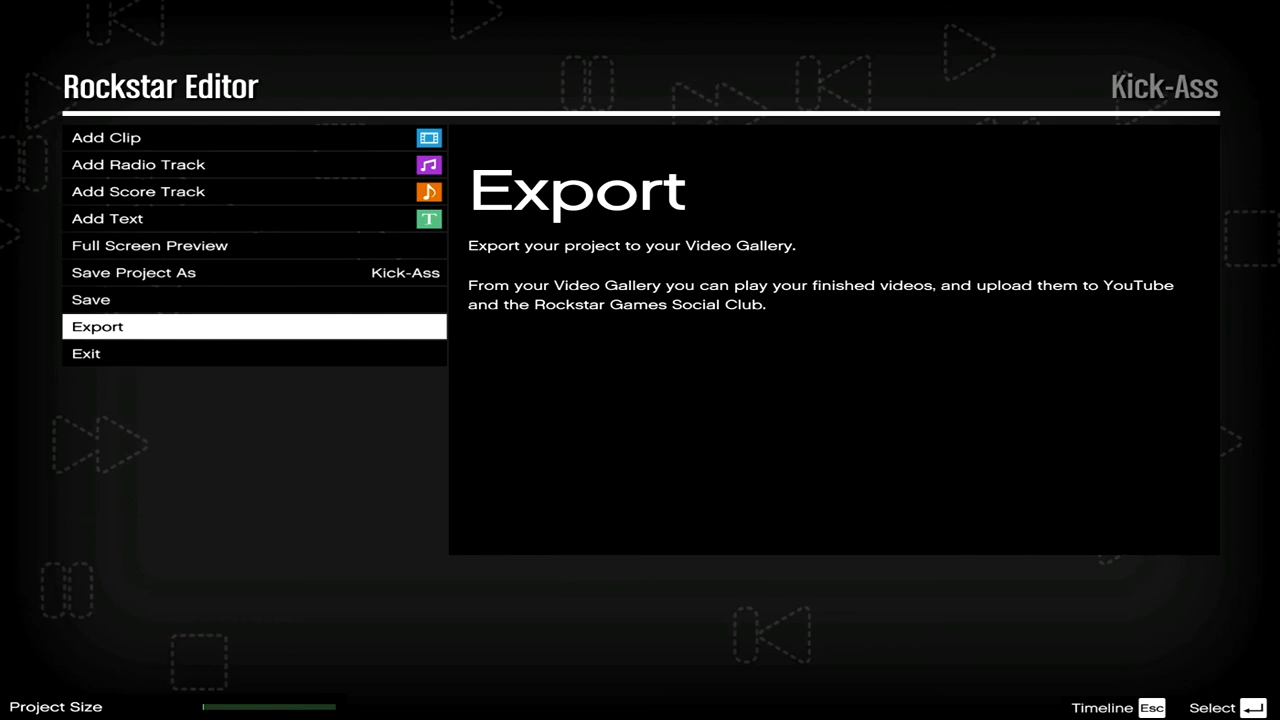 Rockstar Editor
Kick-Ass
Add Clip
Add Radio Track
Add Score Track
Add Text
T
Full Screen Preview
Save Project As Kick-Ass
Save
Export
Exit
Export
Export your project to your Video Gallery.
From your Video Gallery you can play your finished videos, and upload them to YouTube
and the Rockstar Games Social Club.
Project Size
Timeline Esc Select